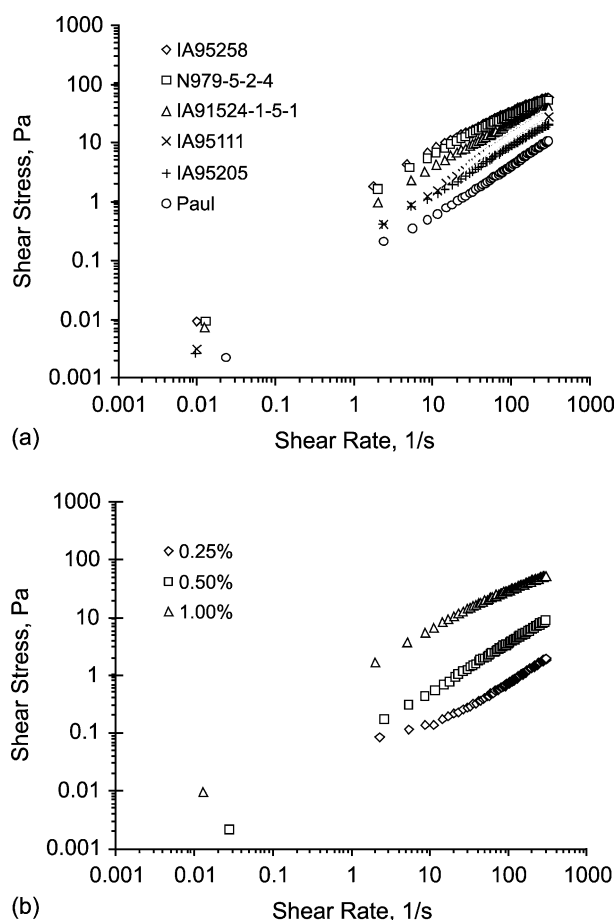 1000
100
10
1
0.1
0.01
0.001
Shear Stress, Pa
IA95258
N979-5-2-4
IA91524-1-5-1
IA95111
IA95205
Paul
0.001 0.01 0.1 1 10 100 1000
(a)
Shear Rate, 1/s
1000
100
10
1
0.1
0.01
0.001
Shear Stress, Pa
0.25%
0.50%
1.00%
0.001 0.01 0.1 1 10 100 1000
(b)
Shear Rate, 1/s